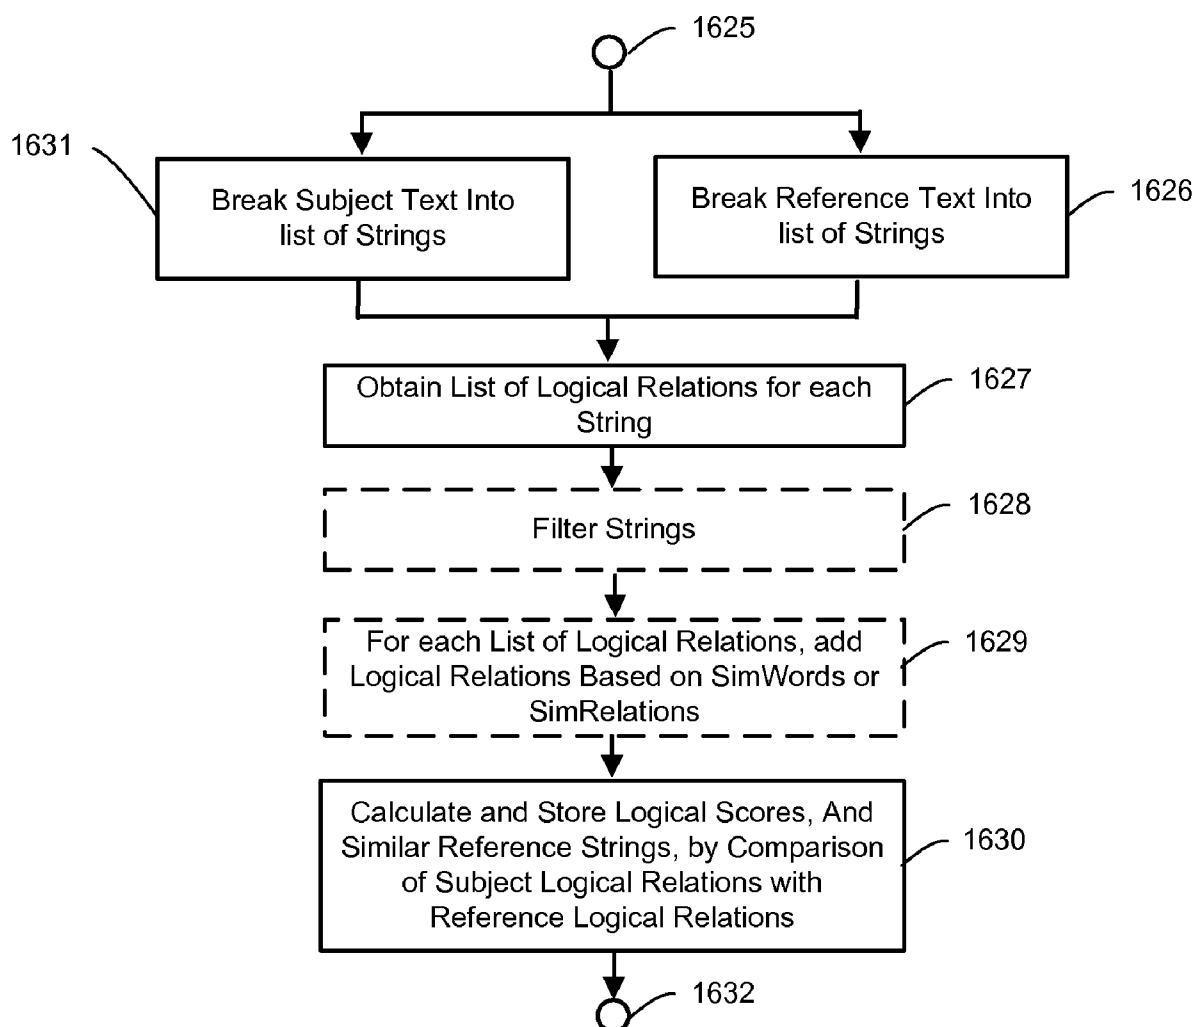 1625
1631
Break Subject Text Into
list of Strings
Break Reference Text Into
list of Strings
1626
Obtain List of Logical Relations for each
String
1627
Filter Strings
1628
For each List of Logical Relations, add
Logical Relations Based on SimWords or
SimRelations
1629
Calculate and Store Logical Scores, And
Similar Reference Strings, by Comparison
of Subject Logical Relations with
Reference Logical Relations
1630
1632